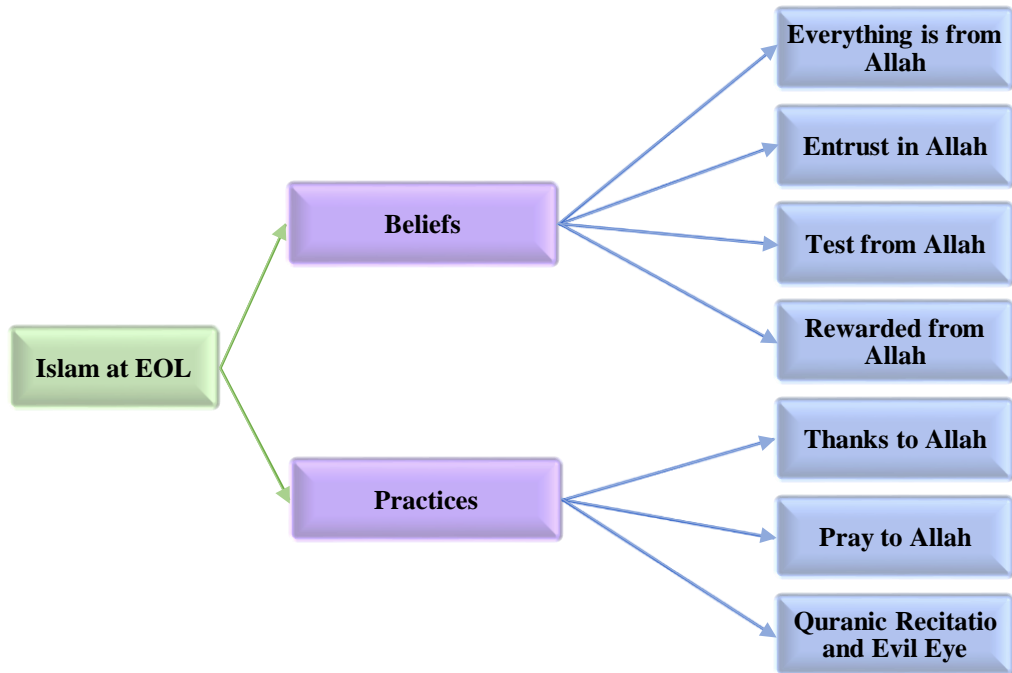 Everything is from
Allah
Entrust in Allah
Beliefs
Test from Allah
Rewarded from
Allah
Islam at EOL
Thanks to Allah
Practices
Pray to Allah
Quranic Recitatio
and Evil Eye